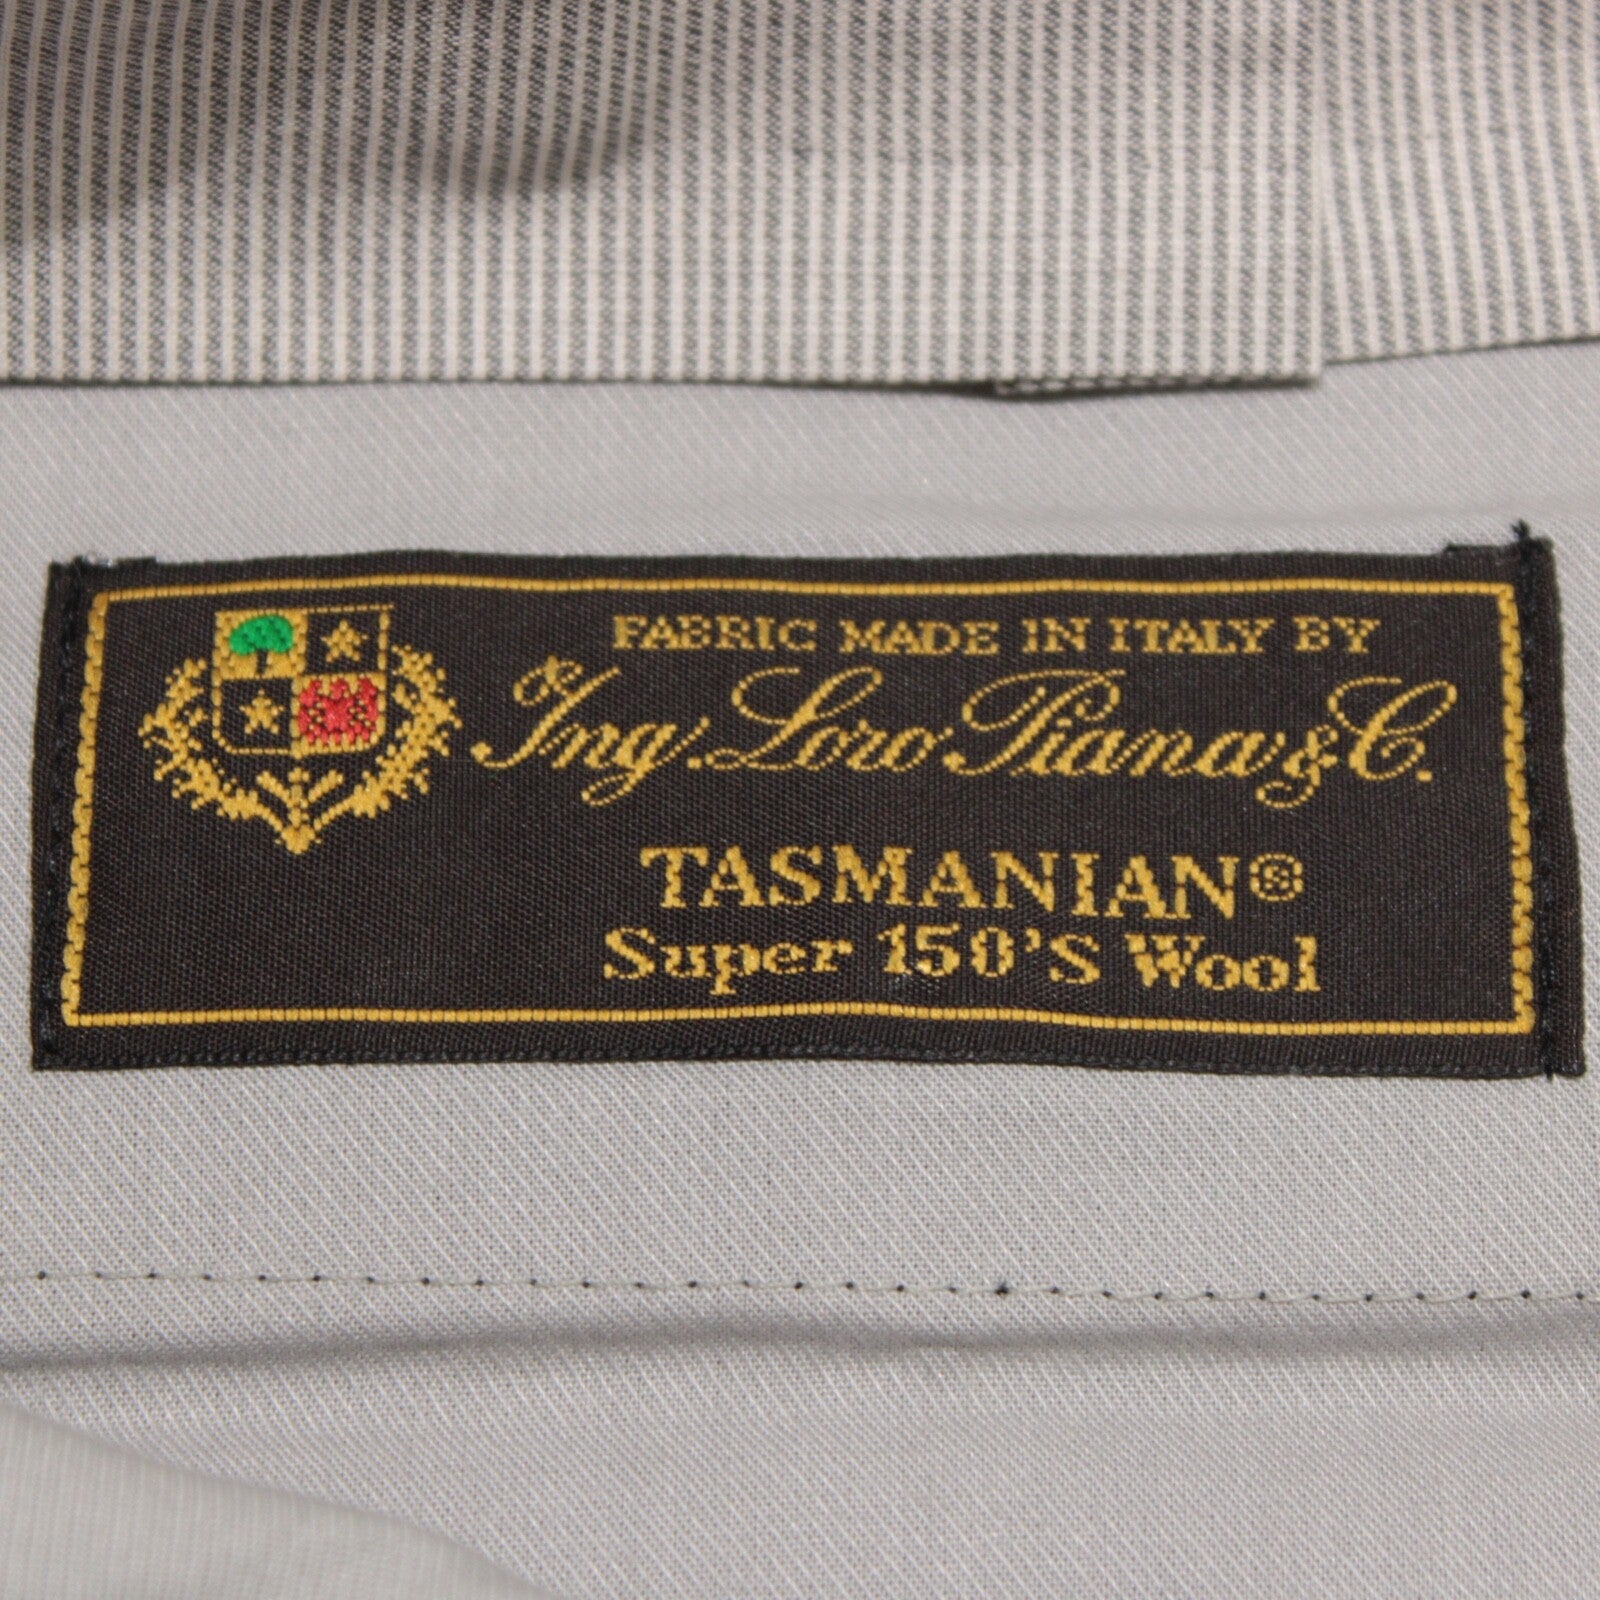 FABRIC MADE IN ITALY BY
Ing. Loro Piana & C.
TASMANIAN®
Super 150'S Wool